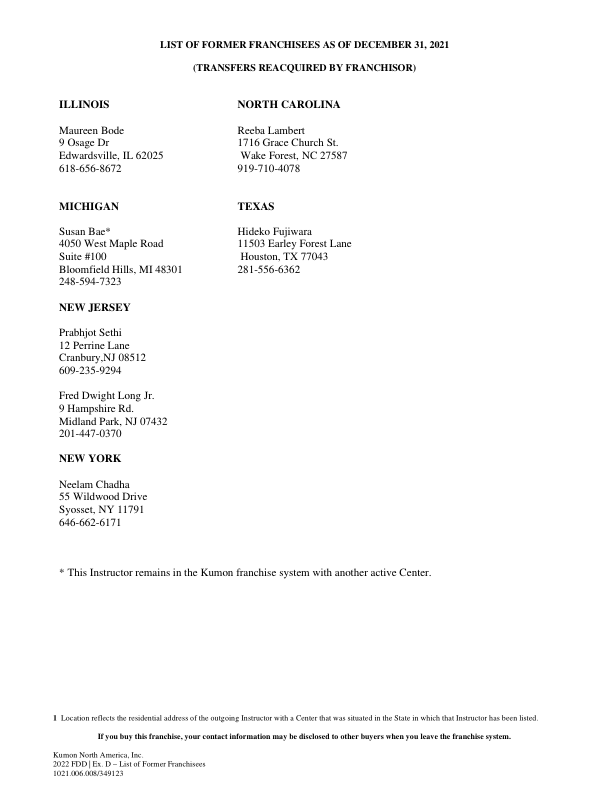 LIST OF FORMER FRANCHISEES AS OF DECEMBER 31, 2021
(TRANSFERS REACQUIRED BY FRANCHISOR)
ILLINOIS
Maureen Bode
9 Osage Dr
Edwardsville, IL 62025
618-656-8672
MICHIGAN
Susan Bae*
4050 West Maple Road
Suite #100
Bloomfield Hills, MI 48301
248-594-7323
NEW JERSEY
Prabhjot Sethi
12 Perrine Lane
Cranbury,NJ 08512
609-235-9294
Fred Dwight Long Jr.
9 Hampshire Rd.
Midland Park, NJ 07432
201-447-0370
NEW YORK
Neelam Chadha
55 Wildwood Drive
Syosset, NY 11791
646-662-6171
NORTH CAROLINA
Reeba Lambert
1716 Grace Church St.
Wake Forest, NC 27587
919-710-4078
TEXAS
Hideko Fujiwara
11503 Earley Forest Lane
Houston, TX 77043
281-556-6362
* This Instructor remains in the Kumon franchise system with another active Center.
1 Location reflects the residential address of the outgoing Instructor with a Center that was situated in the State in which that Instructor has been listed.
If you buy this franchise, your contact information may be disclosed to other buyers when you leave the franchise system.
Kumon North America, Inc.
2022 FDD | Ex. D – List of Former Franchisees
1021.006.008/349123